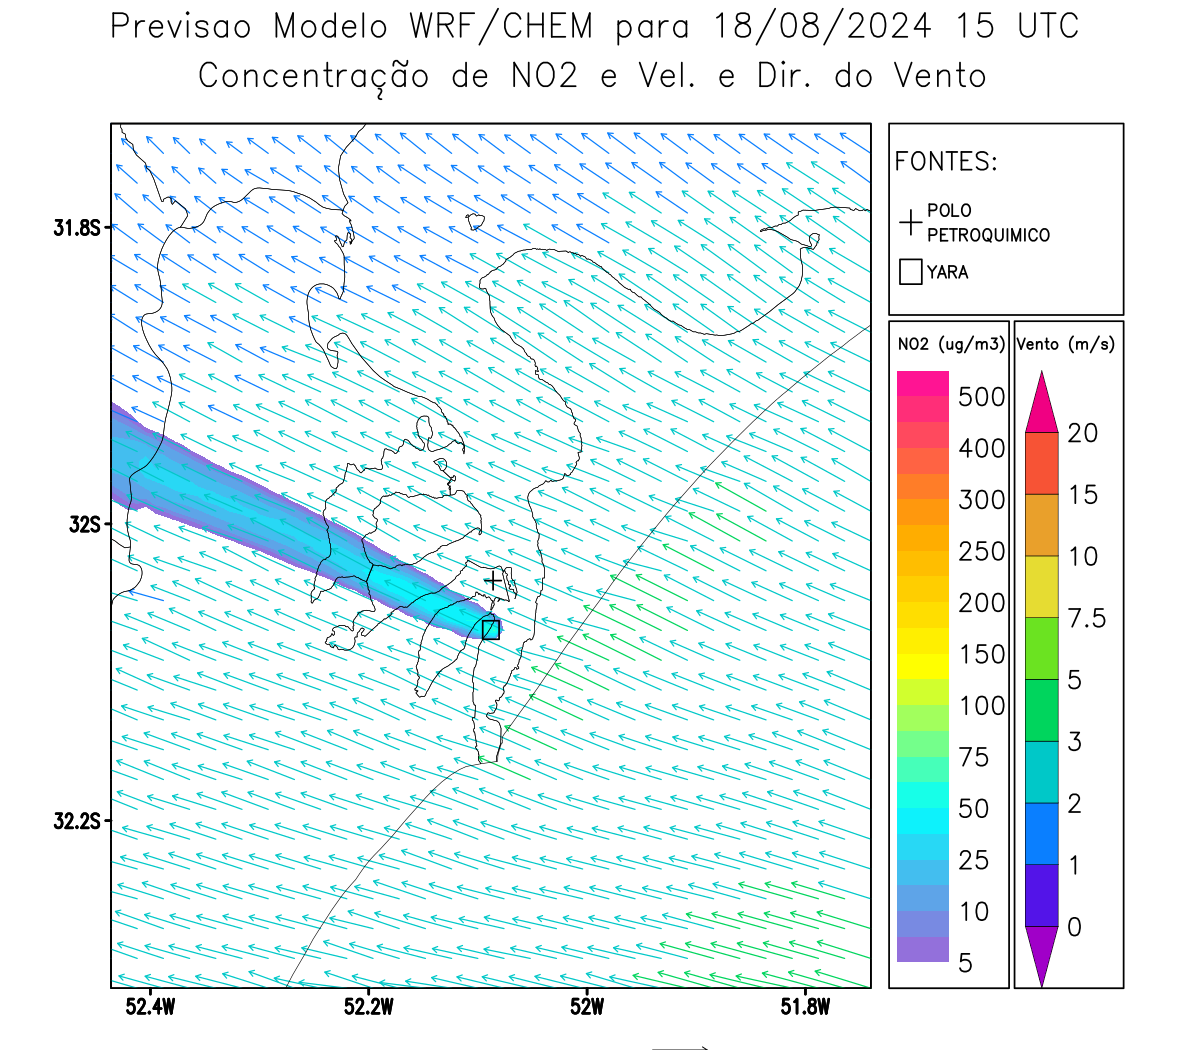 Previsao Modelo WRF/CHEM para 18/08/2024 15 UTC
Concentração de NO2 e Vel. e Dir. do Vento
FONTES:
POLO
PETROQUIMICO
YARA
NO2 (ug/m3)
500
400
300
250
200
150
100
75
50
25
10
5
Vento (m/s)
20
15
10
7.5
5
3
2
1
0
31.8S
32S
32.2S
52.4W
52.2W
52W
51.8W